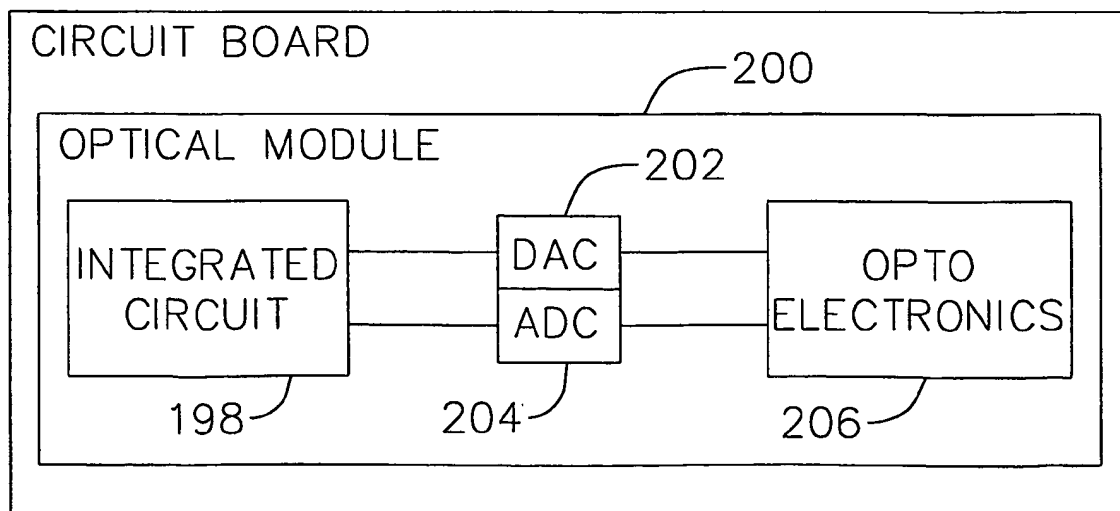 CIRCUIT BOARD
200
OPTICAL MODULE
202
INTEGRATED
CIRCUIT
DAC
ADC
OPTO
ELECTRONICS
198
204
206